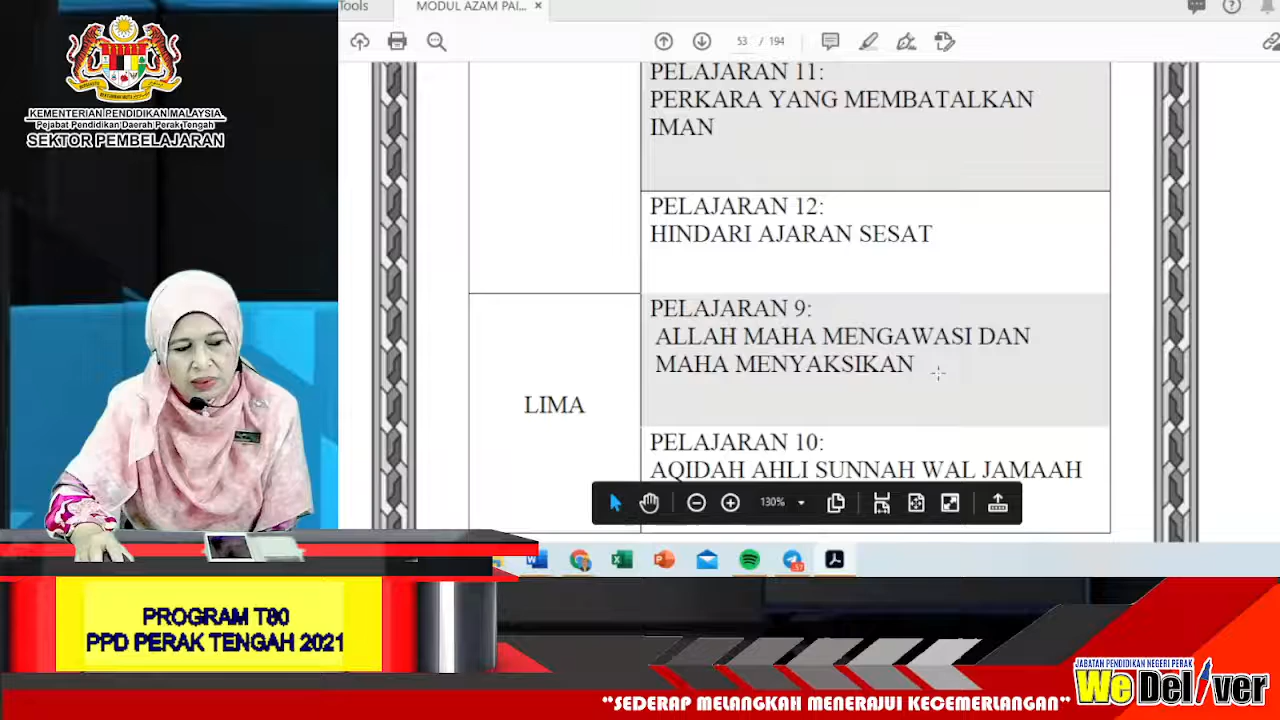 KEMENTERIAN PENDIDIKAN MALAYSIA
Pejabat Pendidikan Daerah Perak Tengah
SEKTOR PEMBELAJARAN
Tools
MODUL AZAM PAI... ×
53 / 194
PELAJARAN 11:
PERKARA YANG MEMBATALKAN
IMAN
PELAJARAN 12:
HINDARI AJARAN SESAT
LIMA
PELAJARAN 9:
ALLAH MAHA MENGAWASI DAN
MAHA MENYAKSIKAN
PELAJARAN 10:
AQIDAH AHLI SUNNAH WAL JAMAAH
130%
PROGRAM T80
PPD PERAK TENGAH 2021
"SEDERAP MELANGKAH MENERAJUI KECEMERLANGAN"
JABATAN PENDIDIKAN NEGERI PERAK
We Deliver